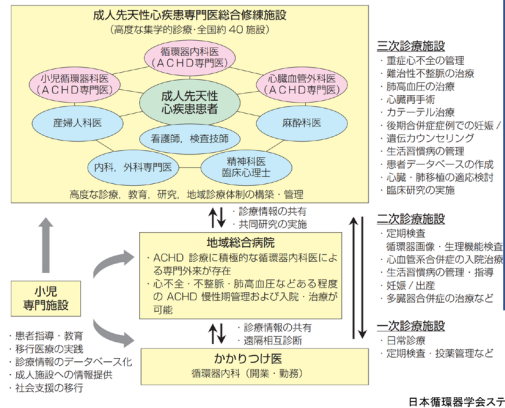 成人先天性心疾患専門医総合修練施設
(高度な集学的診療・全国約40施設)
循環器内科医
(ACHD専門医)
小児循環器科医
(ACHD専門医)
心臓血管外科医
(ACHD専門医)
成人先天性
心疾患患者
産婦人科医
麻酔科医
看護師,検査技師
内科,外科専門医
精神科医
臨床心理士
高度な診療,教育,研究,地域診療体制の構築・管理
・診療情報の共有
・共同研究の実施
地域総合病院
・ACHD 診療に積極的な循環器内科医によ
る専門外来が存在
・心不全・不整脈・肺高血圧などある程度
の ACHD 慢性期管理および入院・治療が
可能
・診療情報の共有
・遠隔相互診断
かかりつけ医
循環器内科(開業・勤務)
小児
専門施設
・患者指導・教育
・移行医療の実践
・診療情報のデータベース化
・成人施設への情報提供
・社会支援の移行
三次診療施設
・重症心不全の管理
・難治性不整脈の治療
・肺高血圧の治療
・心臓再手術
・カテーテル治療
・後期合併症症例での妊娠/
・遺伝カウンセリング
・生活習慣病の管理
・患者データベースの作成
・心臓・肺移植の適応検討
・臨床研究の実施
二次診療施設
・定期検査
循環器画像・生理機能検査
・心血管系合併症の入院治療
・生活習慣病の管理・指導
・妊娠/出産
・多臓器合併症の治療など
一次診療施設
・日常診療
・定期検査・投薬管理など
日本循環器学会ステ